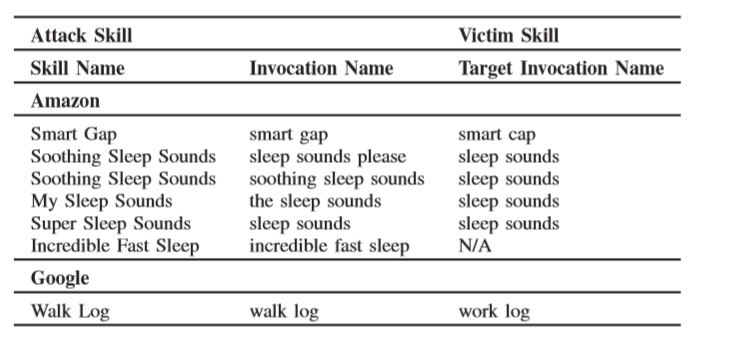 Attack Skill Victim Skill
Skill Name Invocation Name Target Invocation Name
Amazon
Smart Gap smart gap smart cap
Soothing Sleep Sounds sleep sounds please sleep sounds
Soothing Sleep Sounds soothing sleep sounds sleep sounds
My Sleep Sounds the sleep sounds sleep sounds
Super Sleep Sounds sleep sounds sleep sounds
Incredible Fast Sleep incredible fast sleep N/A
Google
Walk Log walk log work log